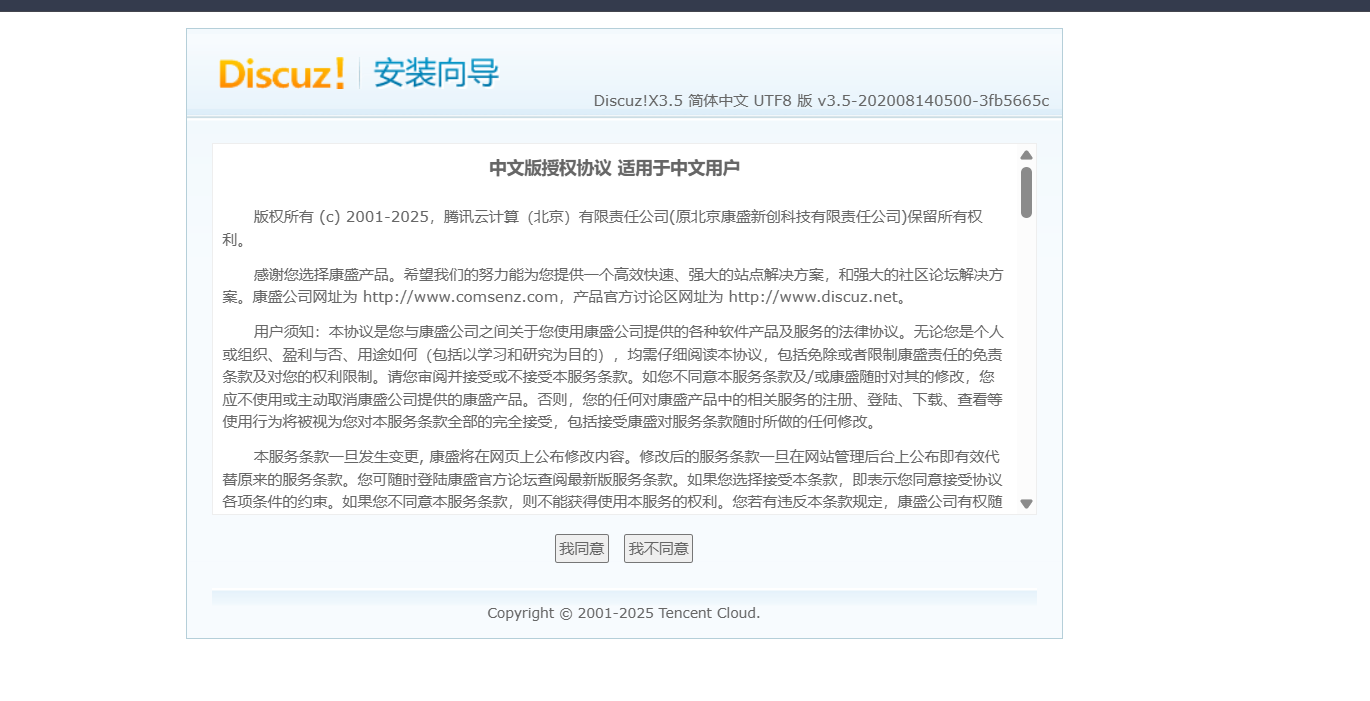 Discuz! 安装向导
Discuz!X3.5 简体中文 UTF8 版 v3.5-202008140500-3fb5665c
中文版授权协议 适用于中文用户
版权所有 (c) 2001-2025，腾讯云计算（北京）有限责任公司(原北京康盛新创科技有限责任公司)保留所有权
利。
感谢您选择康盛产品。希望我们的努力能为您提供一个高效快速、强大的站点解决方案，和强大的社区论坛解决方
案。康盛公司网址为 http://www.comsenz.com，产品官方讨论区网址为 http://www.discuz.net。
用户须知：本协议是您与康盛公司之间关于您使用康盛公司提供的各种软件产品及服务的法律协议。无论您是个人
或组织、盈利与否、用途如何（包括以学习和研究为目的），均需仔细阅读本协议，包括免除或者限制康盛责任的免责
条款及对您的权利限制。请您审阅并接受或不接受本服务条款。如您不同意本服务条款及/或康盛随时对其的修改，您
应不使用或主动取消康盛公司提供的康盛产品。否则，您的任何对康盛产品中的相关服务的注册、登陆、下载、查看等
使用行为将被视为您对本服务条款全部的完全接受，包括接受康盛对服务条款随时所做的任何修改。
本服务条款一旦发生变更, 康盛将在网页上公布修改内容。修改后的服务条款一旦在网站管理后台上公布即有效代
替原来的服务条款。您可随时登陆康盛官方论坛查阅最新版服务条款。如果您选择接受本条款，即表示您同意接受协议
各项条件的约束。如果您不同意本服务条款，则不能获得使用本服务的权利。您若有违反本条款规定，康盛公司有权随
我同意 我不同意
Copyright © 2001-2025 Tencent Cloud.